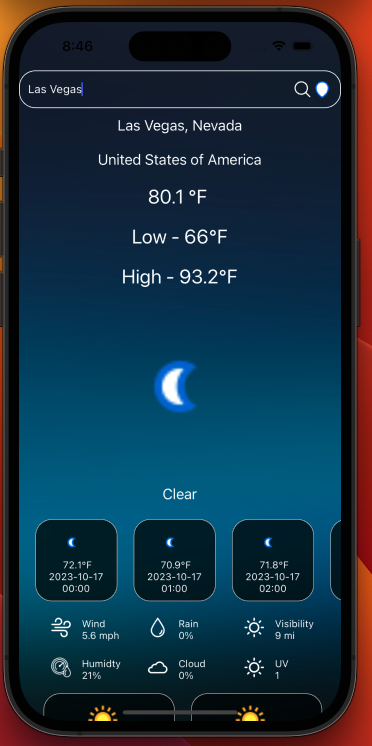 8:46
Las Vegas
Las Vegas, Nevada
United States of America
80.1 °F
Low - 66°F
High - 93.2°F
Clear
72.1°F
2023-10-17
00:00
70.9°F
2023-10-17
01:00
71.8°F
2023-10-17
02:00
Wind
5.6 mph
Rain
0%
Visibility
9 mi
Humidty
21%
Cloud
0%
UV
1